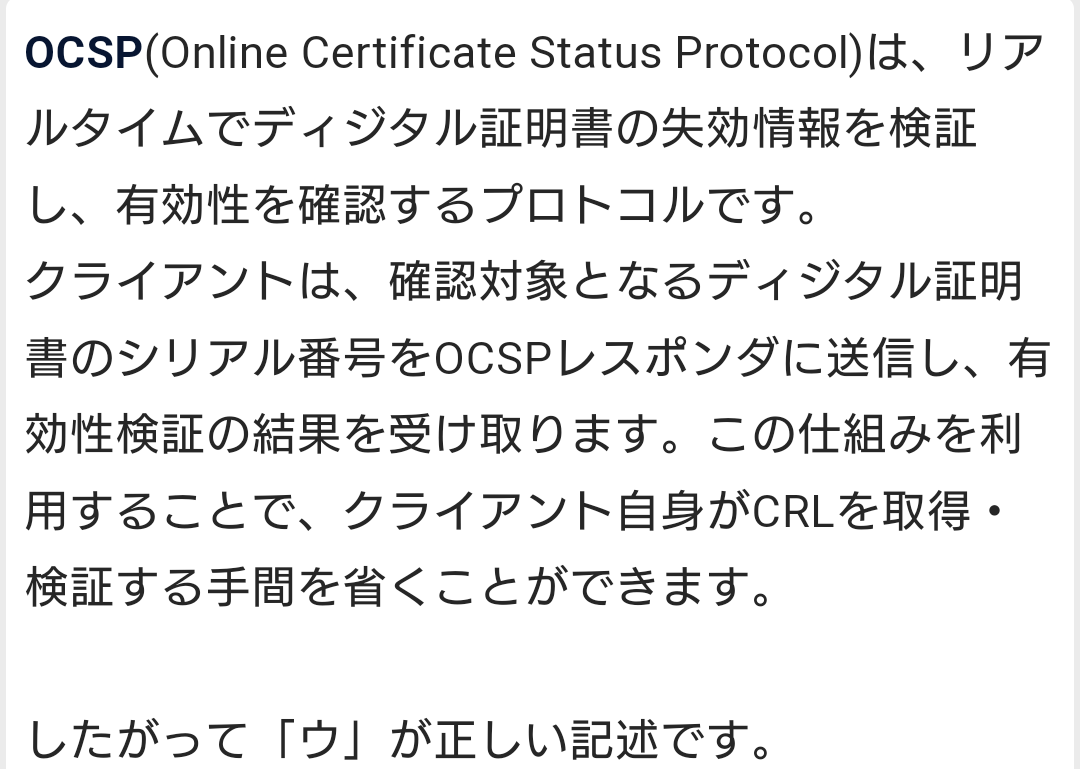 OCSP(Online Certificate Status Protocol)は、リア
ルタイムでディジタル証明書の失効情報を検証
し、有効性を確認するプロトコルです。
クライアントは、確認対象となるディジタル証明
書のシリアル番号をOCSPレスポンダに送信し、有
効性検証の結果を受け取ります。この仕組みを利
用することで、クライアント自身がCRLを取得・
検証する手間を省くことができます。
したがって「ウ」が正しい記述です。